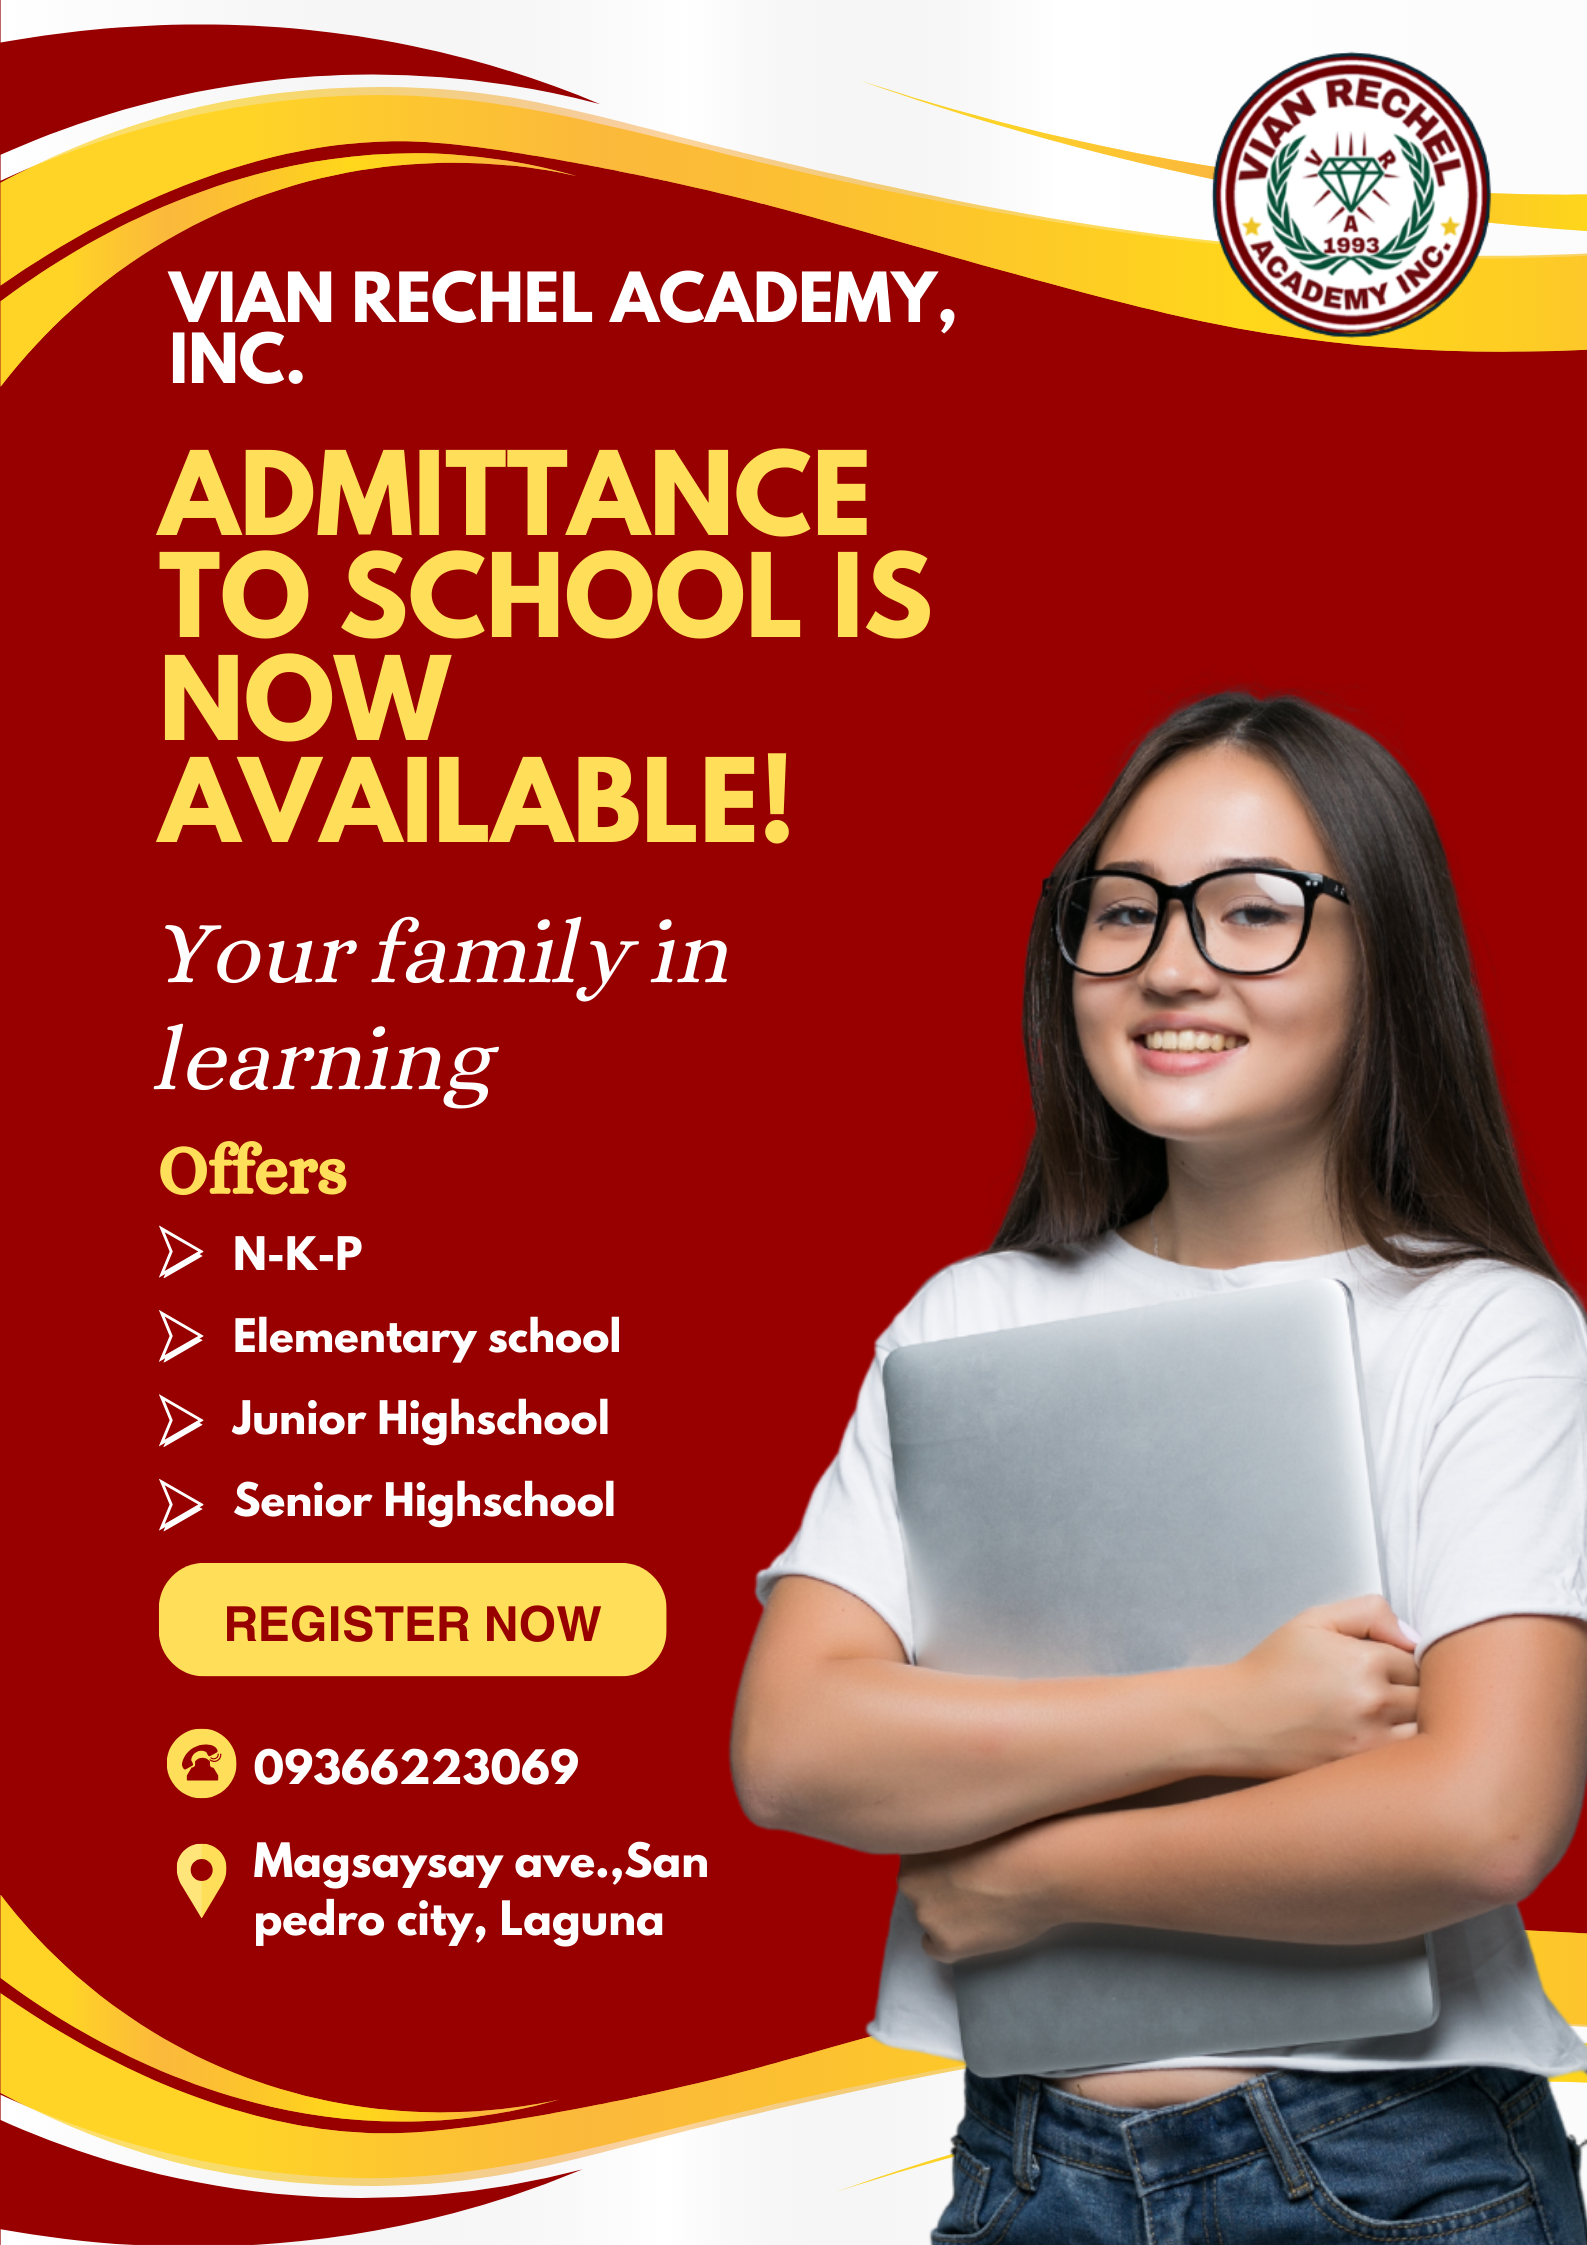 VIAN RECHEL
V R
A
1993
ACADEMY INC.
VIAN RECHEL ACADEMY,
INC.
ADMITTANCE
TO SCHOOL IS
NOW
AVAILABLE!
Your family in
learning
Offers
N-K-P
Elementary school
Junior Highschool
Senior Highschool
REGISTER NOW
09366223069
Magsaysay ave.,San
pedro city, Laguna